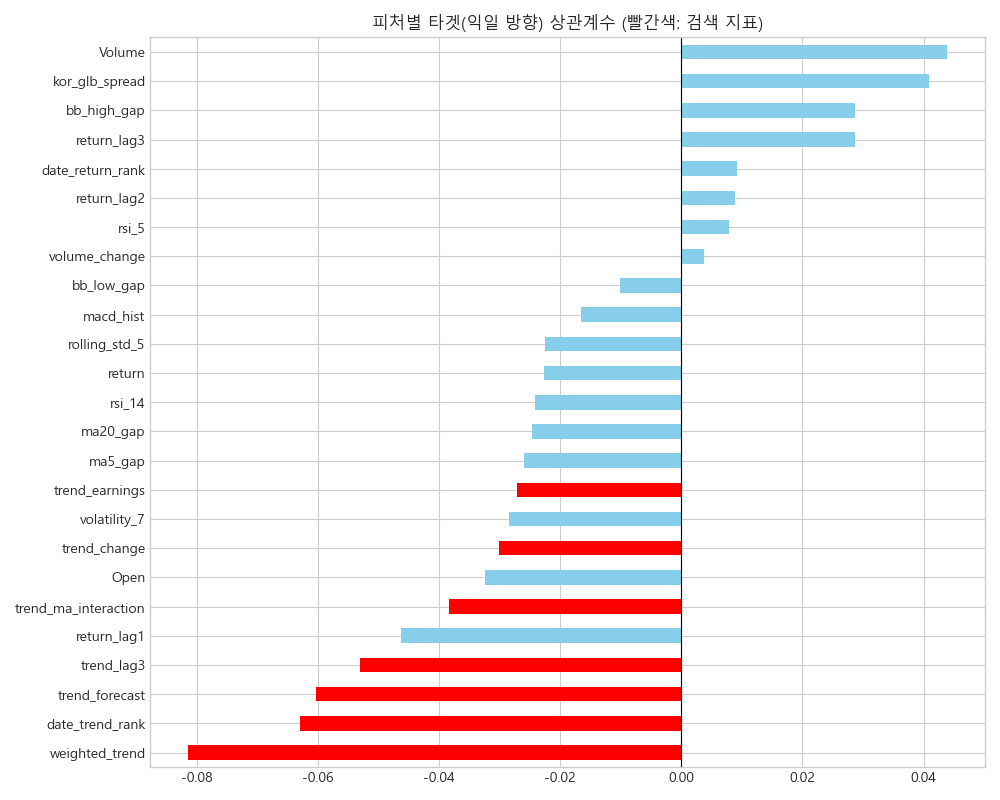 피처별 타겟(익일 방향) 상관계수 (빨간색: 검색 지표)
Volume
kor_glb_spread
bb_high_gap
return_lag3
date_return_rank
return_lag2
rsi_5
volume_change
bb_low_gap
macd_hist
rolling_std_5
return
rsi_14
ma20_gap
ma5_gap
trend_earnings
volatility_7
trend_change
Open
trend_ma_interaction
return_lag1
trend_lag3
trend_forecast
date_trend_rank
weighted_trend
-0.08 -0.06 -0.04 -0.02 0.00 0.02 0.04